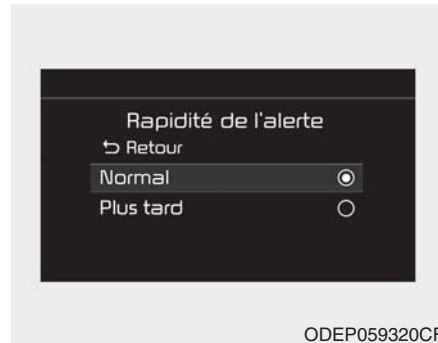 Rapidité de l'alerte
⮌ Retour
Normal
Plus tard
ODEP059320CF